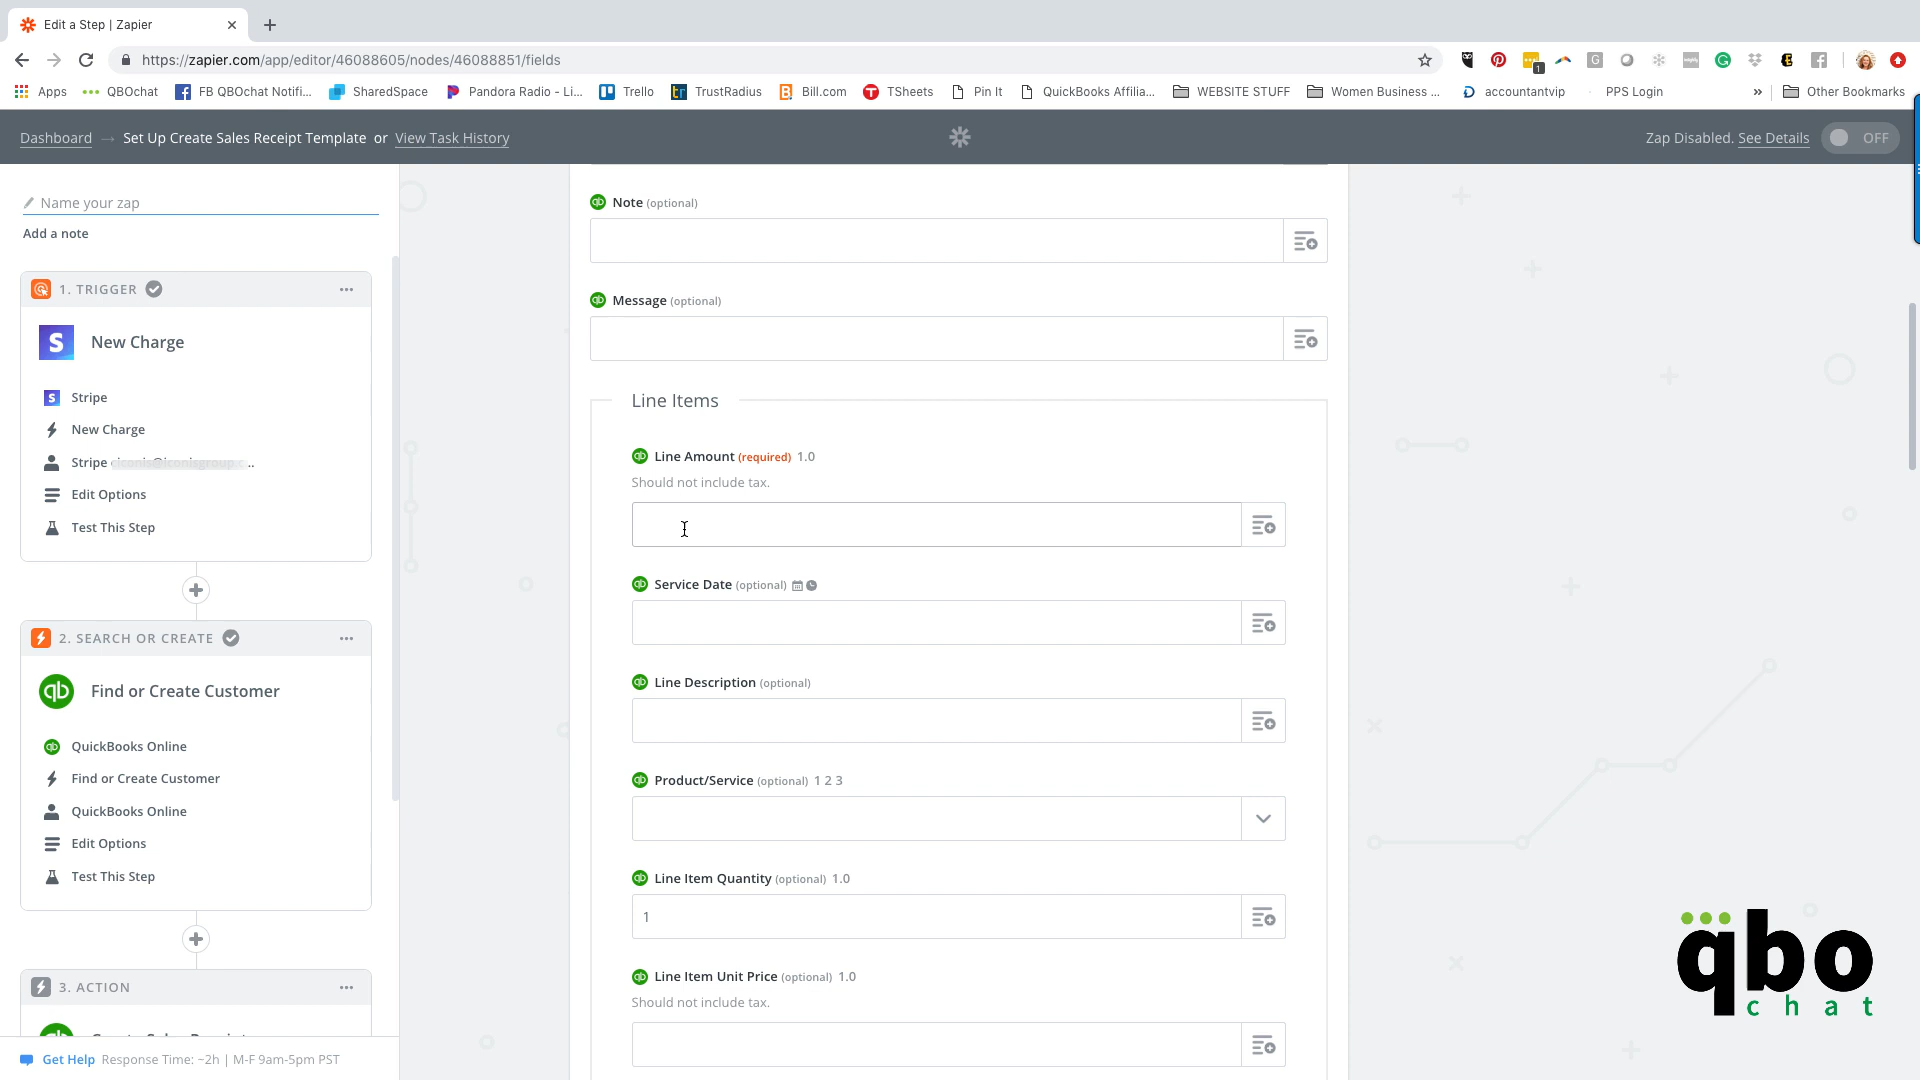 Edit a Step | Zapier
https://zapier.com/app/editor/46088605/nodes/46088851/fields
1
Apps
QBOchat
FB QBOchat Notifi...
SharedSpace
Pandora Radio - Li...
Trello
TrustRadius
Bill.com
TSheets
Pin It
QuickBooks Affilia...
WEBSITE STUFF
Women Business ...
accountantvip
PPS Login
»
Other Bookmarks
Dashboard → Set Up Create Sales Receipt Template or View Task History
Zap Disabled. See Details
OFF
Name your zap
Add a note
1. TRIGGER
New Charge
Stripe
New Charge
Stripe
Edit Options
Test This Step
2. SEARCH OR CREATE
qb
Find or Create Customer
QuickBooks Online
Find or Create Customer
QuickBooks Online
Edit Options
Test This Step
3. ACTION
Get Help Response Time: ~2h | M-F 9am-5pm PST
Note (optional)
Message (optional)
Line Items
Line Amount (required) 1.0
Should not include tax.
Service Date (optional)
Line Description (optional)
Product/Service (optional) 1 2 3
Line Item Quantity (optional) 1.0
1
Line Item Unit Price (optional) 1.0
Should not include tax.
qbo
chat